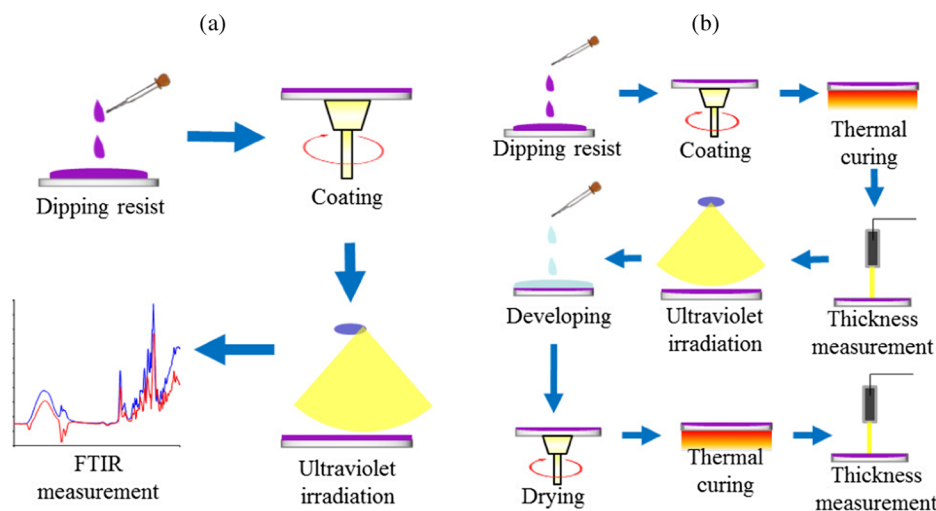 (a)
Dipping resist
Coating
FTIR
measurement
Ultraviolet
irradiation
(b)
Dipping resist
Coating
Thermal
curing
Developing
Ultraviolet
irradiation
Thickness
measurement
Drying
Thermal
curing
Thickness
measurement